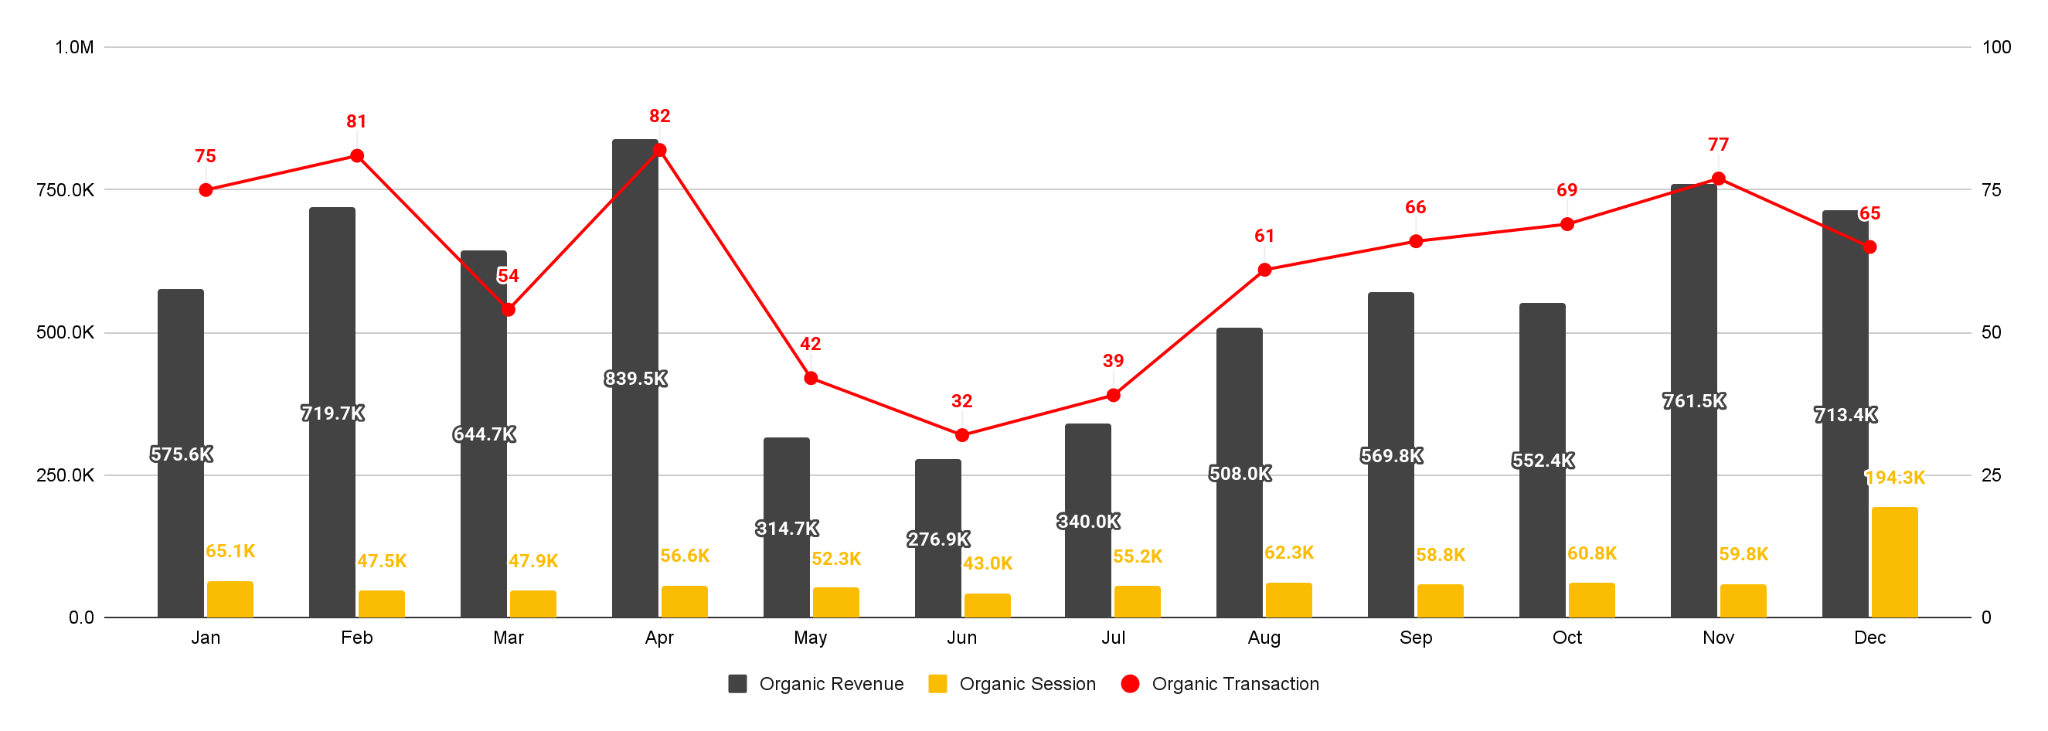 1.0M
100
82
81
77
75
750.0K
75
69
66
65
61
54
500.0K
50
42
39
839.5K
32
719.7K
761.5K
713.4K
644.7K
575.6K
569.8K
552.4K
508.0K
250.0K
25
194.3K
340.0K
314.7K
276.9K
65.1K
47.5K
47.9K
56.6K
52.3K
43.0K
55.2K
62.3K
58.8K
60.8K
59.8K
0.0
0
Jan Feb Mar Apr May Jun Jul Aug Sep Oct Nov Dec
Organic Revenue Organic Session Organic Transaction